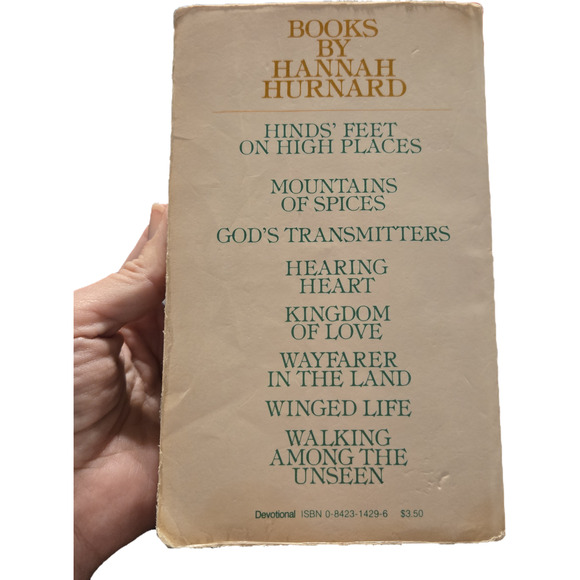 BOOKS
BY
HANNAH
HURNARD
HINDS' FEET
ON HIGH PLACES
MOUNTAINS
OF SPICES
GOD'S TRANSMITTERS
HEARING
HEART
KINGDOM
OF LOVE
WAYFARER
IN THE LAND
WINGED LIFE
WALKING
AMONG THE
UNSEEN
Devotional ISBN 0-8423-1429-6 $3.50